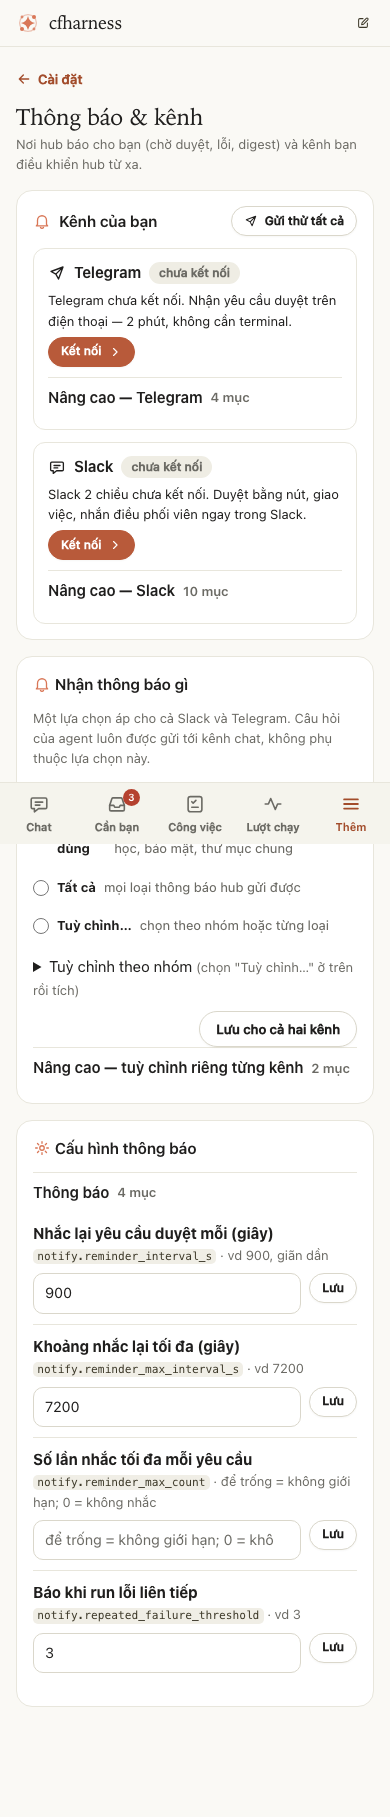 cfharness
← Cài đặt
Thông báo & kênh
Nơi hub báo cho bạn (chờ duyệt, lỗi, digest) và kênh bạn
điều khiển hub từ xa.
Kênh của bạn
Gửi thử tất cả
Telegram chưa kết nối
Telegram chưa kết nối. Nhận yêu cầu duyệt trên
điện thoại — 2 phút, không cần terminal.
Kết nối
Nâng cao — Telegram 4 mục
Slack chưa kết nối
Slack 2 chiều chưa kết nối. Duyệt bằng nút, giao
việc, nhắn điều phối viên ngay trong Slack.
Kết nối
Nâng cao — Slack 10 mục
Nhận thông báo gì
Một lựa chọn áp cho cả Slack và Telegram. Câu hỏi
của agent luôn được gửi tới kênh chat, không phụ
thuộc lựa chọn này.
3
Chat Cần bạn Công việc Lượt chạy Thêm
dùng học, bảo mật, thư mục chung
Tất cả mọi loại thông báo hub gửi được
Tuỳ chỉnh... chọn theo nhóm hoặc từng loại
Tuỳ chỉnh theo nhóm (chọn "Tuỳ chỉnh..." ở trên
rồi tích)
Lưu cho cả hai kênh
Nâng cao — tuỳ chỉnh riêng từng kênh 2 mục
Cấu hình thông báo
Thông báo 4 mục
Nhắc lại yêu cầu duyệt mỗi (giây)
notify.reminder_interval_s · vd 900, giãn dần
900 Lưu
Khoảng nhắc lại tối đa (giây)
notify.reminder_max_interval_s · vd 7200
7200 Lưu
Số lần nhắc tối đa mỗi yêu cầu
notify.reminder_max_count · để trống = không giới
hạn; 0 = không nhắc
để trống = không giới hạn; 0 = khô Lưu
Báo khi run lỗi liên tiếp
notify.repeated_failure_threshold · vd 3
3 Lưu